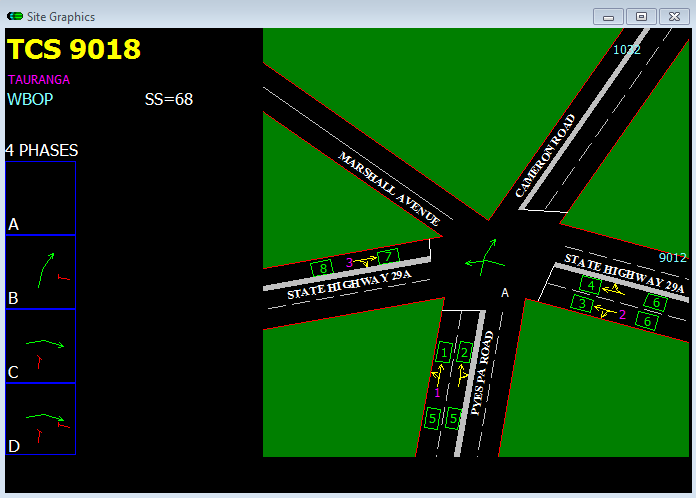 Site Graphics
TCS 9018
TAURANGA
WBOP
SS=68
4 PHASES
A
B
C
D
1022
CAMERON ROAD
MARSHALL AVENUE
9012
STATE HIGHWAY 29A
8
3
7
STATE HIGHWAY 29A
A
4
3
6
2
6
1
2
1
5
5
PYES PA ROAD